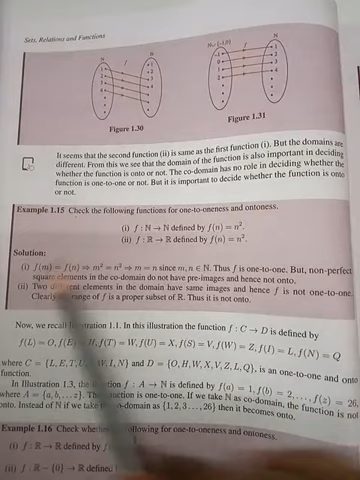 Sets, Relations and Functions
N f N
N∪{-1,0} f N
Figure 1.30
Figure 1.31
It seems that the second function (ii) is same as the first function (i). But the domains are
different. From this we see that the domain of the function is also important in deciding
whether the function is onto or not. The co-domain has no role in deciding whether the
function is one-to-one or not. But it is important to decide whether the function is onto
or not.
Example 1.15 Check the following functions for one-to-oneness and ontoness.
(i) f : ℕ → ℕ defined by f(n) = n².
(ii) f : ℝ → ℝ defined by f(n) = n².
Solution:
(i) f(m) = f(n) ⇒ m² = n² ⇒ m = n since m, n ∈ ℕ. Thus f is one-to-one. But, non-perfect
square elements in the co-domain do not have pre-images and hence not onto.
(ii) Two different elements in the domain have same images and hence f is not one-to-one.
Clearly range of f is a proper subset of ℝ. Thus it is not onto.
Now, we recall 1.1. In this illustration the function f : C → D is defined by
f(L) = O, f(E) = H, f(T) = W, f(U) = X, f(S) = V, f(W) = Z, f(I) = L, f(N) = Q
where C = {L, E, T, U, W, I, N} and D = {O, H, W, X, V, Z, L, Q}, is an one-to-one and onto
function.
In Illustration 1.3, the function f : A → N is defined by f(a) = 1, f(b) = 2, . . . , f(z) = 26,
where A = {a, b, . . . z}. This function is one-to-one. If we take N as co-domain, the function is not
onto. Instead of N if we take co-domain as {1, 2, 3 . . . , 26} then it becomes onto.
Example 1.16 Check whether following for one-to-oneness and ontoness.
(i) f : ℝ → ℝ defined by
(ii) f : ℝ − {0} → ℝ defined